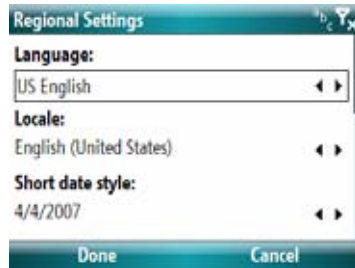 Regional Settings
Language:
US English
Locale:
English (United States)
Short date style:
4/4/2007
Done Cancel